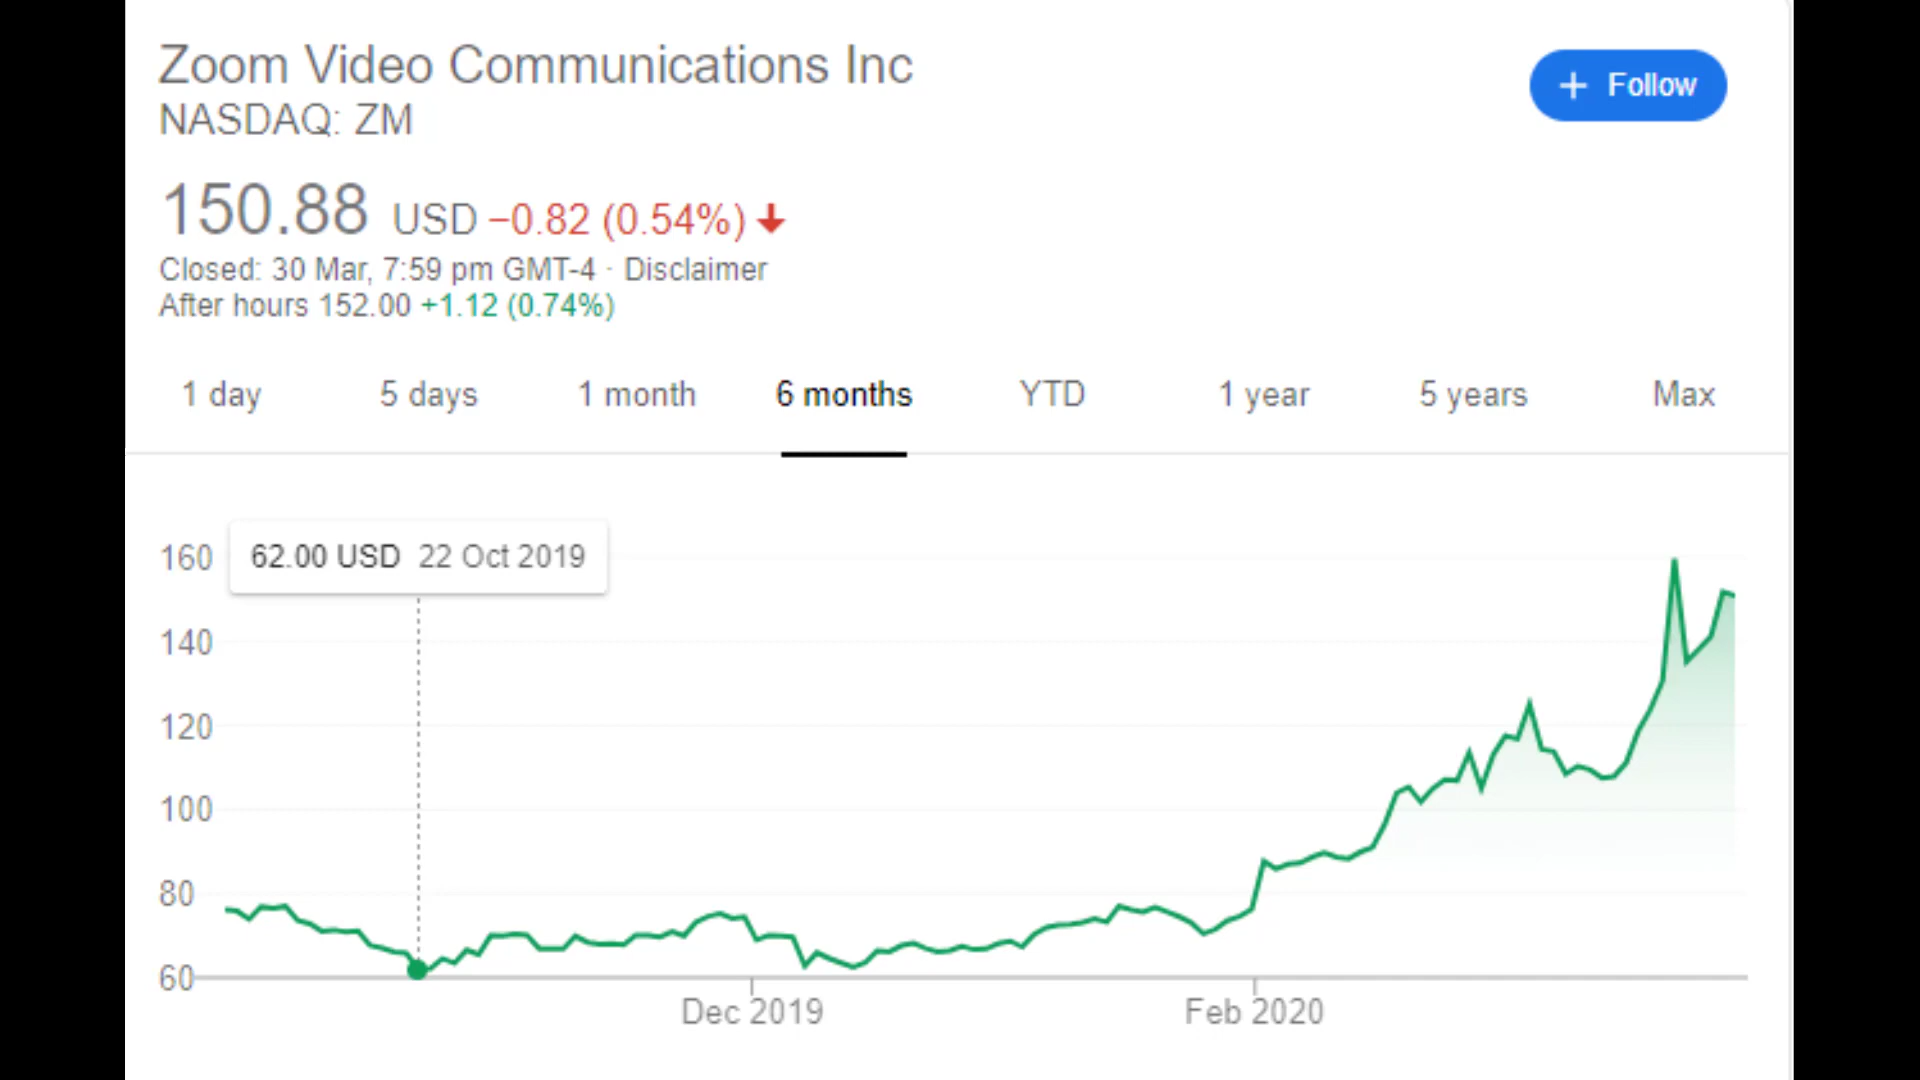 Zoom Video Communications Inc
NASDAQ: ZM
+ Follow
150.88 USD −0.82 (0.54%)
Closed: 30 Mar, 7:59 pm GMT-4 · Disclaimer
After hours 152.00 +1.12 (0.74%)
1 day 5 days 1 month 6 months YTD 1 year 5 years Max
62.00 USD 22 Oct 2019
160
140
120
100
80
60
Dec 2019 Feb 2020